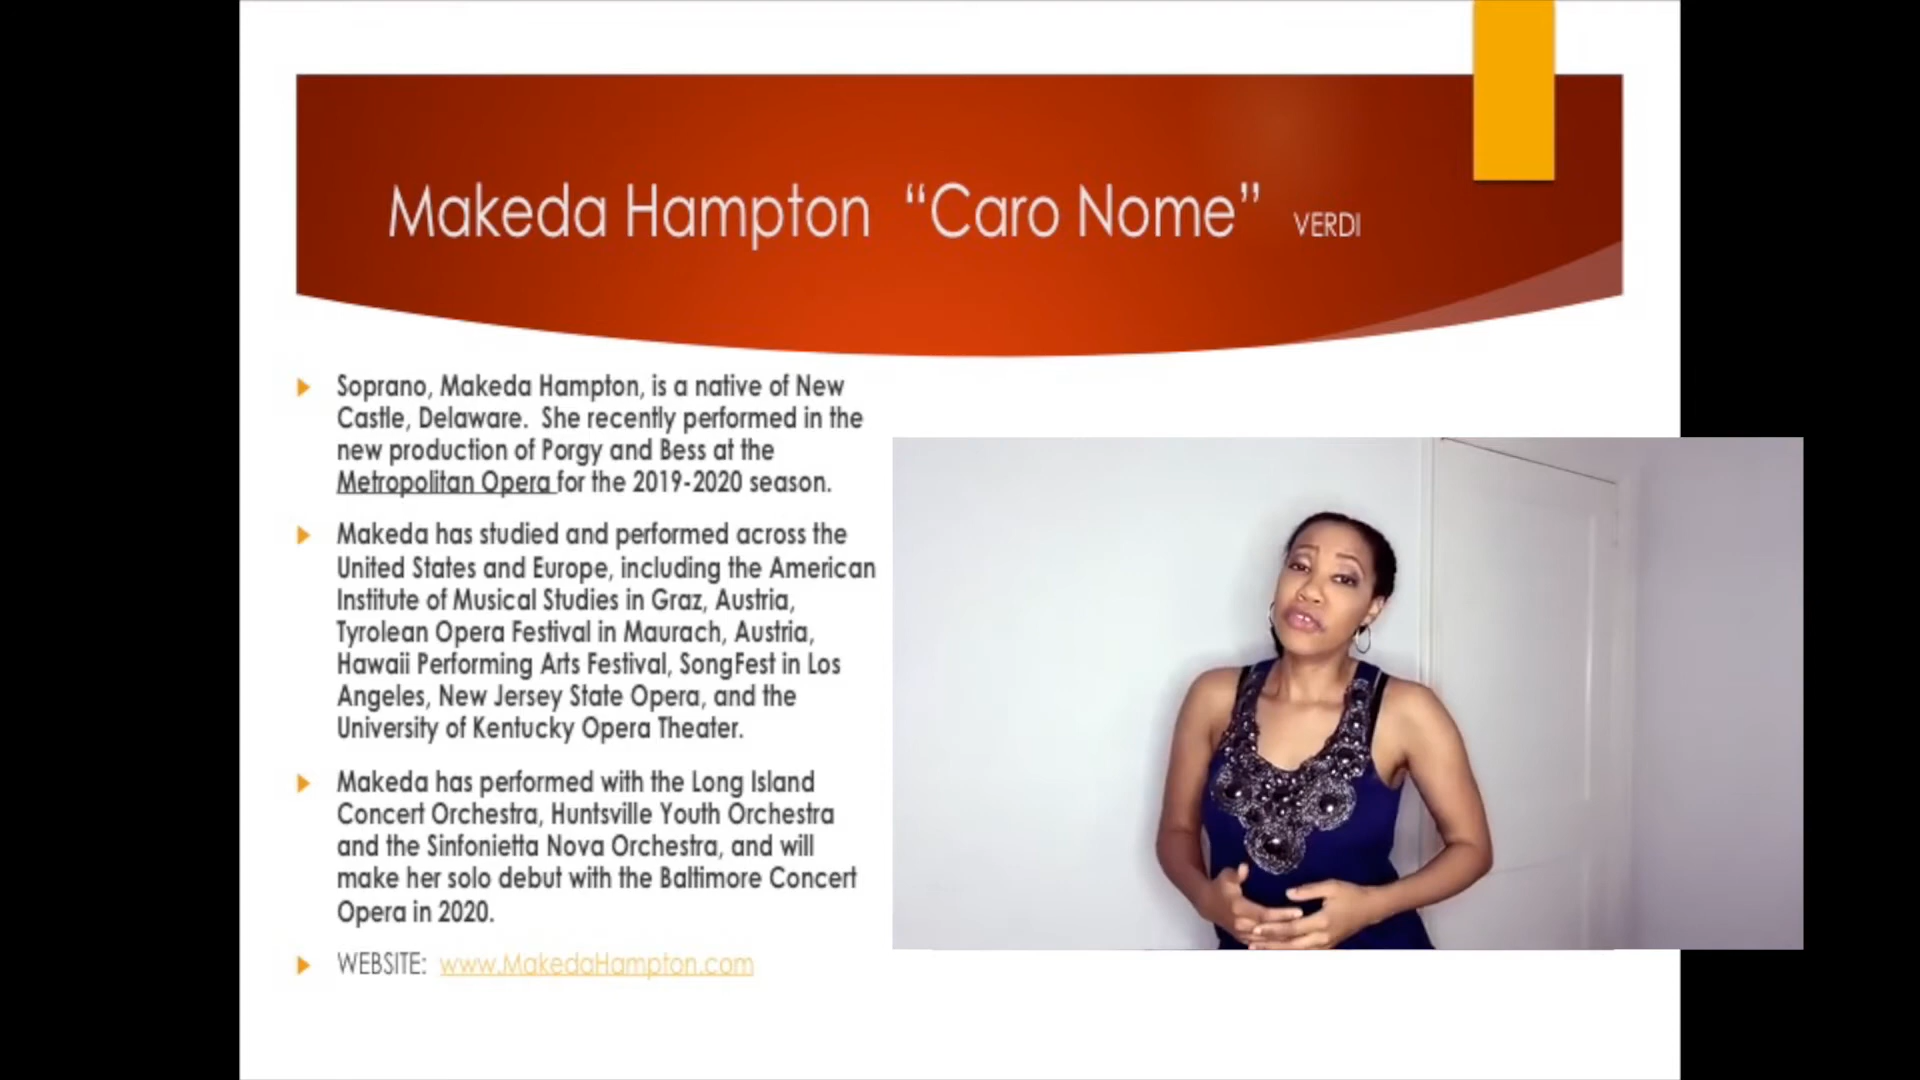 Makeda Hampton “Caro Nome” VERDI
Soprano, Makeda Hampton, is a native of New
Castle, Delaware. She recently performed in the
new production of Porgy and Bess at the
Metropolitan Opera for the 2019-2020 season.
Makeda has studied and performed across the
United States and Europe, including the American
Institute of Musical Studies in Graz, Austria,
Tyrolean Opera Festival in Maurach, Austria,
Hawaii Performing Arts Festival, SongFest in Los
Angeles, New Jersey State Opera, and the
University of Kentucky Opera Theater.
Makeda has performed with the Long Island
Concert Orchestra, Huntsville Youth Orchestra
and the Sinfonietta Nova Orchestra, and will
make her solo debut with the Baltimore Concert
Opera in 2020.
WEBSITE: www.MakedaHampton.com